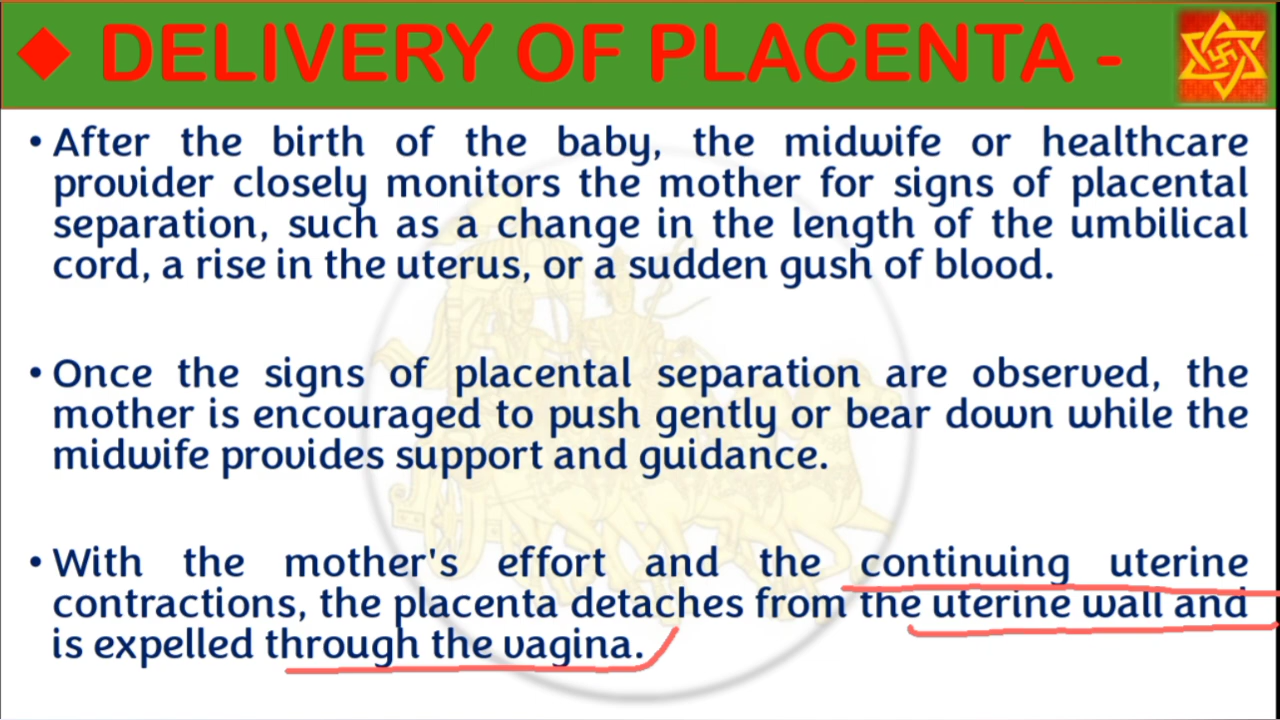 ◆ DELIVERY OF PLACENTA -
• After the birth of the baby, the midwife or healthcare
provider closely monitors the mother for signs of placental
separation, such as a change in the length of the umbilical
cord, a rise in the uterus, or a sudden gush of blood.
• Once the signs of placental separation are observed, the
mother is encouraged to push gently or bear down while the
midwife provides support and guidance.
• With the mother's effort and the continuing uterine
contractions, the placenta detaches from the uterine wall and
is expelled through the vagina.